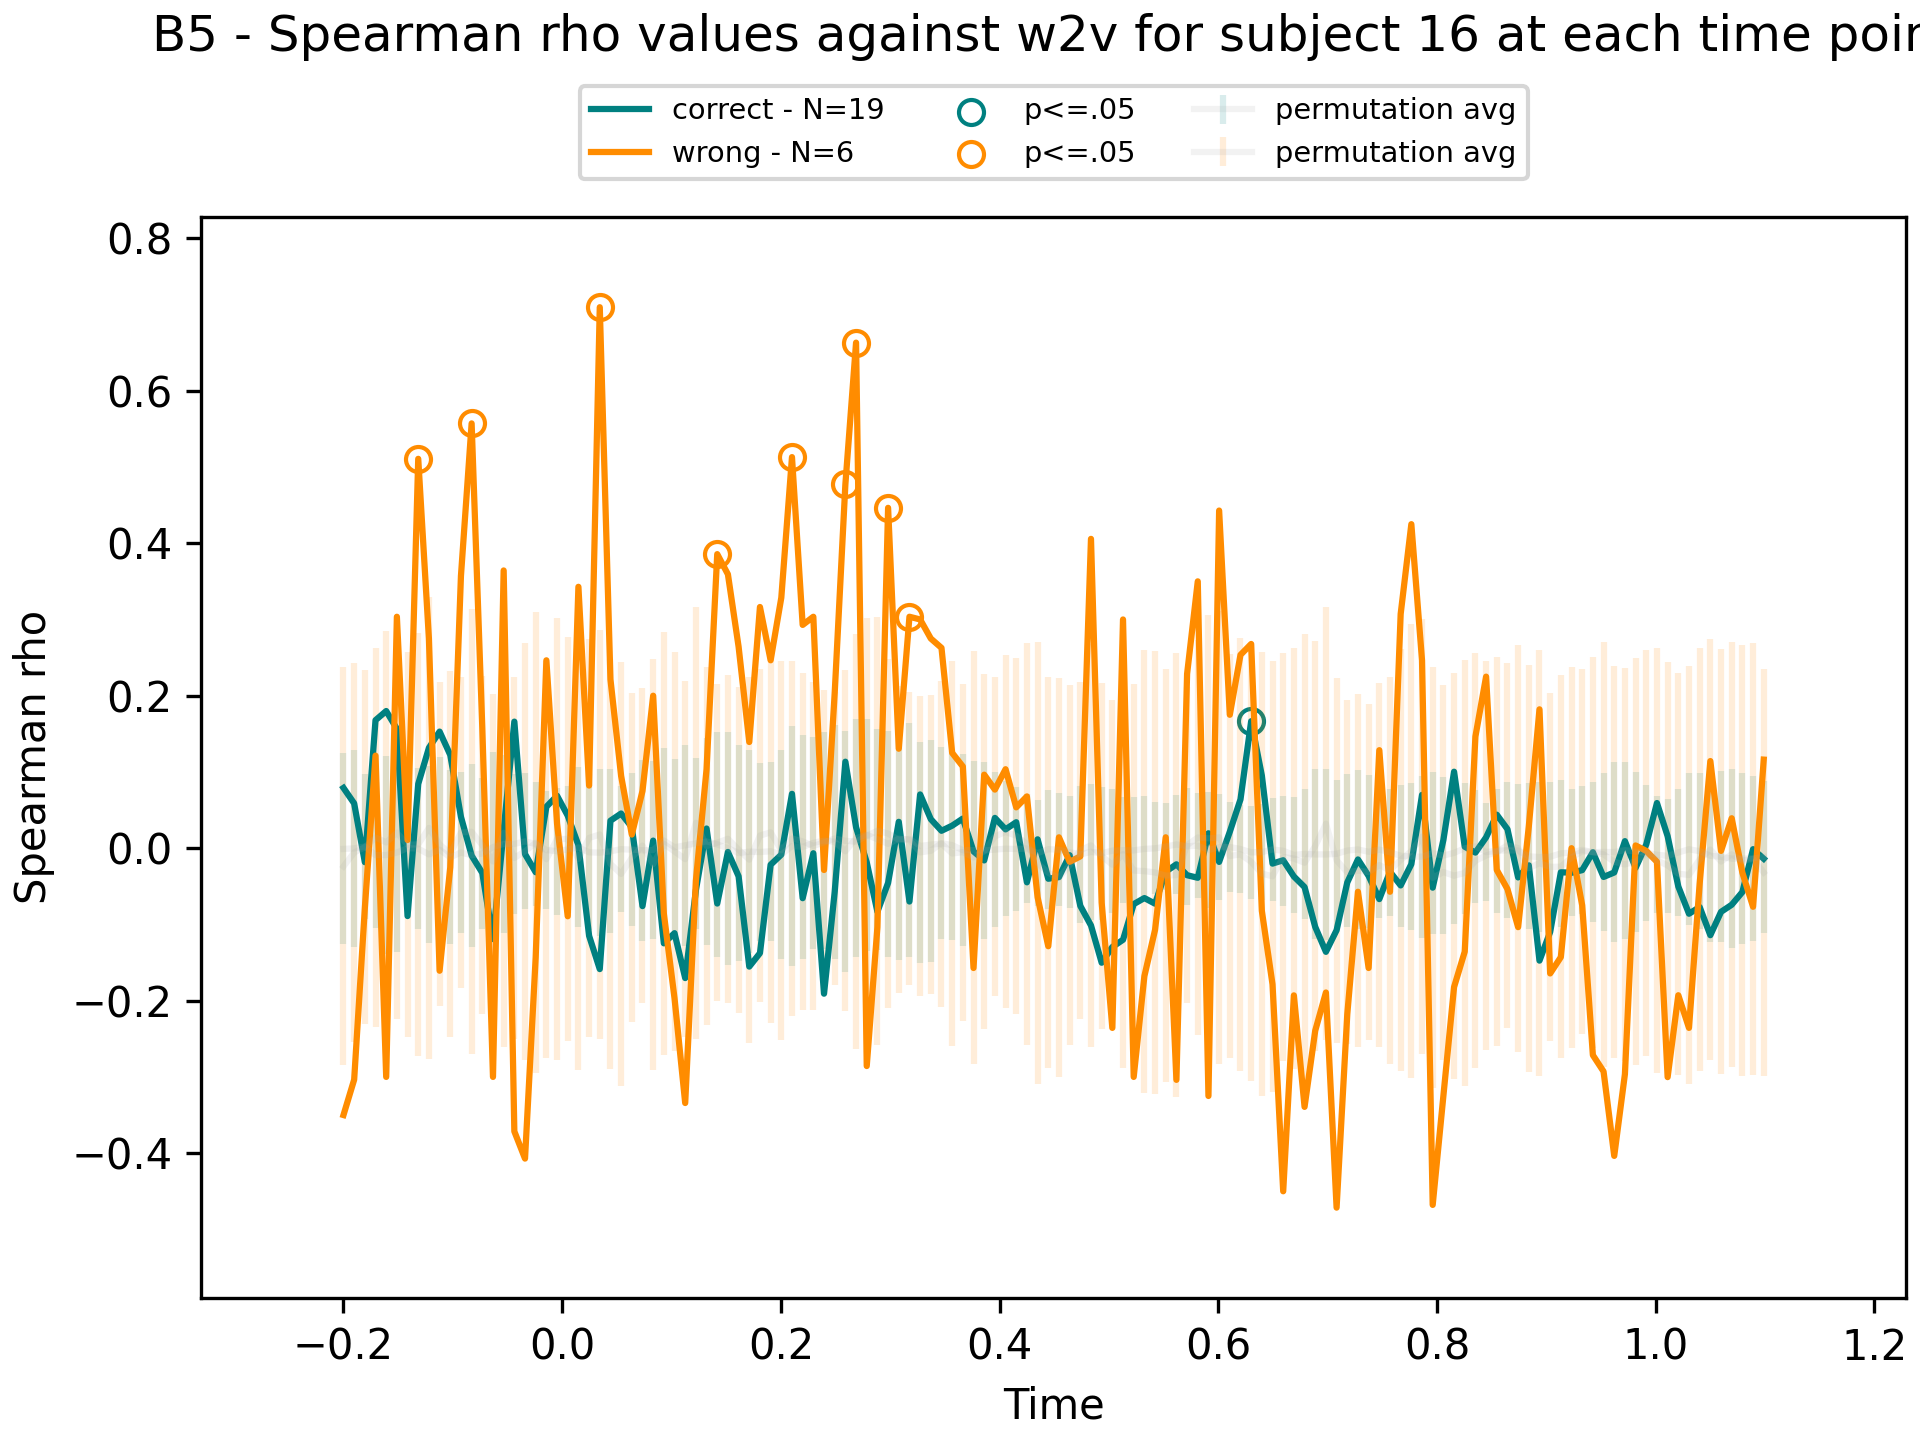 B5 - Spearman rho values against w2v for subject 16 at each time poin
correct - N=19 p<=.05 permutation avg
wrong - N=6 p<=.05 permutation avg
0.8
0.6
0.4
0.2
0.0
−0.2
−0.4
Spearman rho
−0.2 0.0 0.2 0.4 0.6 0.8 1.0 1.2
Time